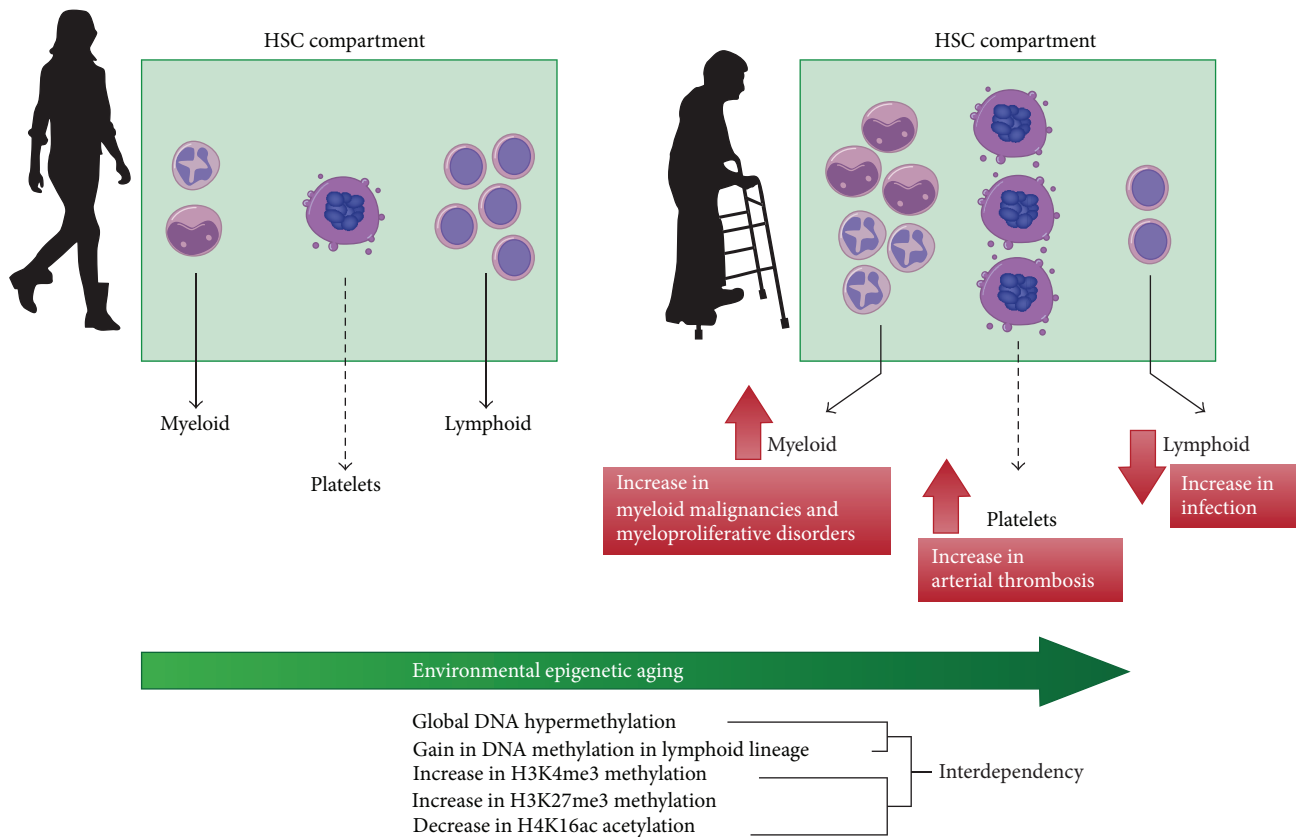 HSC compartment
Myeloid
Lymphoid
Platelets
HSC compartment
Myeloid
Increase in
myeloid malignancies and
myeloproliferative disorders
Platelets
Increase in
arterial thrombosis
Lymphoid
Increase in
infection
Environmental epigenetic aging
Global DNA hypermethylation
Gain in DNA methylation in lymphoid lineage
Increase in H3K4me3 methylation
Increase in H3K27me3 methylation
Decrease in H4K16ac acetylation
Interdependency